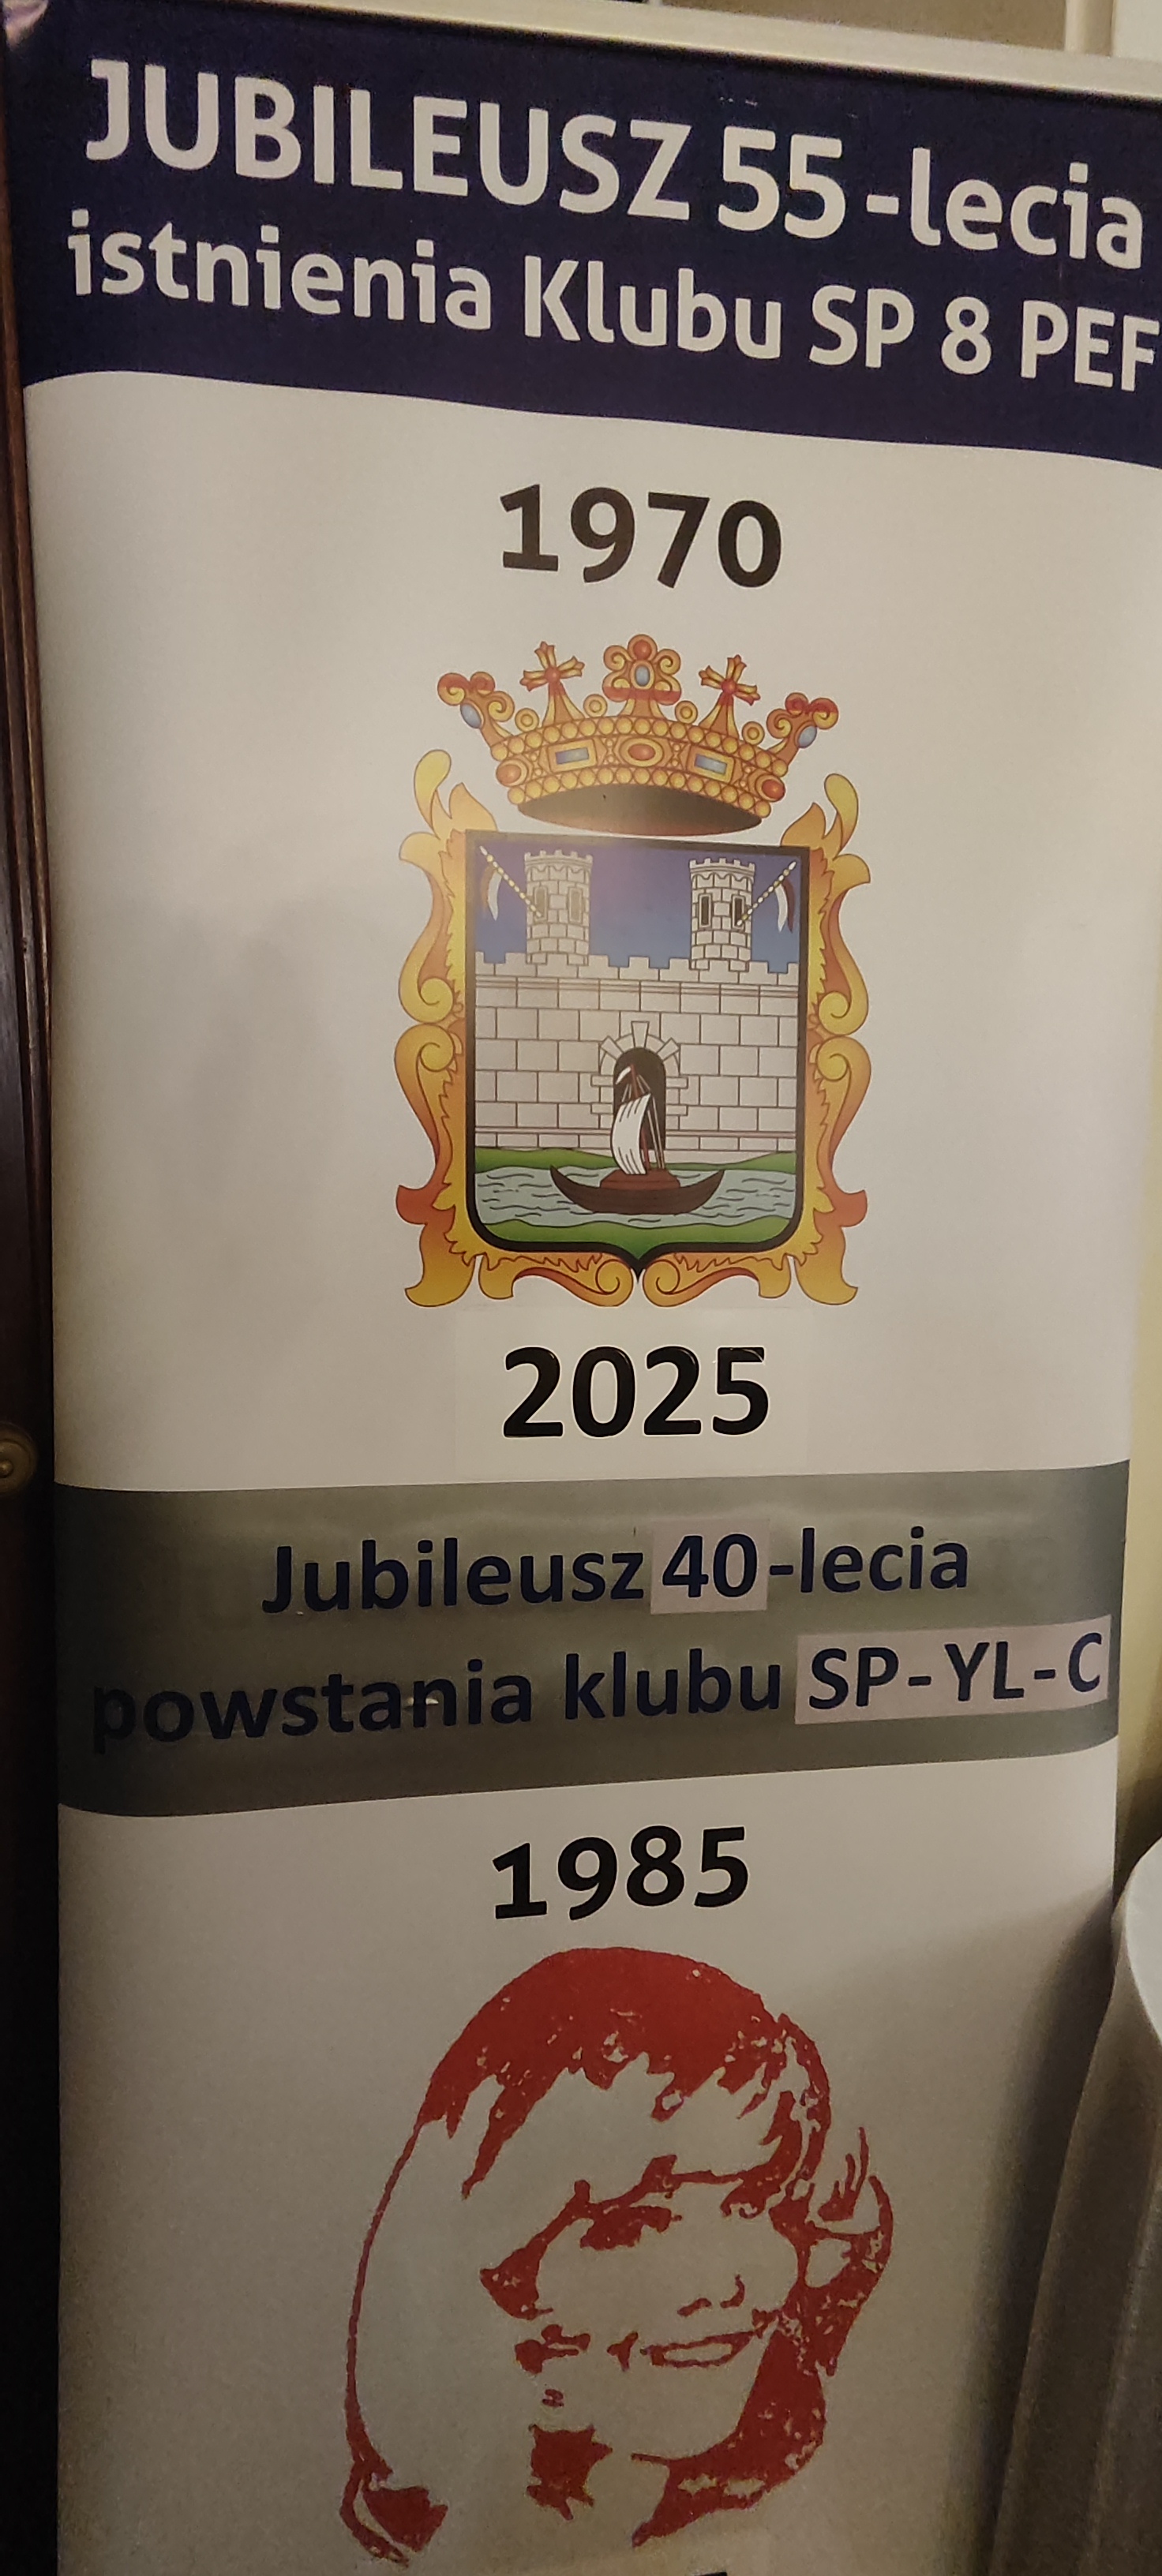 JUBILEUSZ 55-lecia
istnienia Klubu SP 8 PEF
1970
2025
Jubileusz 40-lecia
powstania klubu SP-YL-C
1985